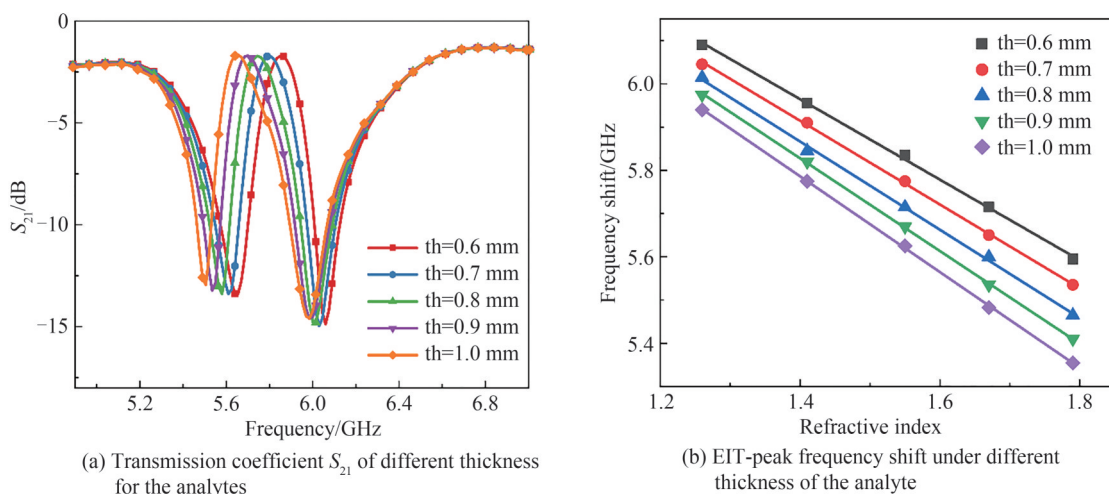 0
−5
−10
−15
S21/dB
5.2
5.6
6.0
6.4
6.8
Frequency/GHz
th=0.6 mm
th=0.7 mm
th=0.8 mm
th=0.9 mm
th=1.0 mm
(a) Transmission coefficient S21 of different thickness
for the analytes
6.0
5.8
5.6
5.4
Frequency shift/GHz
1.2
1.4
1.6
1.8
Refractive index
th=0.6 mm
th=0.7 mm
th=0.8 mm
th=0.9 mm
th=1.0 mm
(b) EIT-peak frequency shift under different
thickness of the analyte